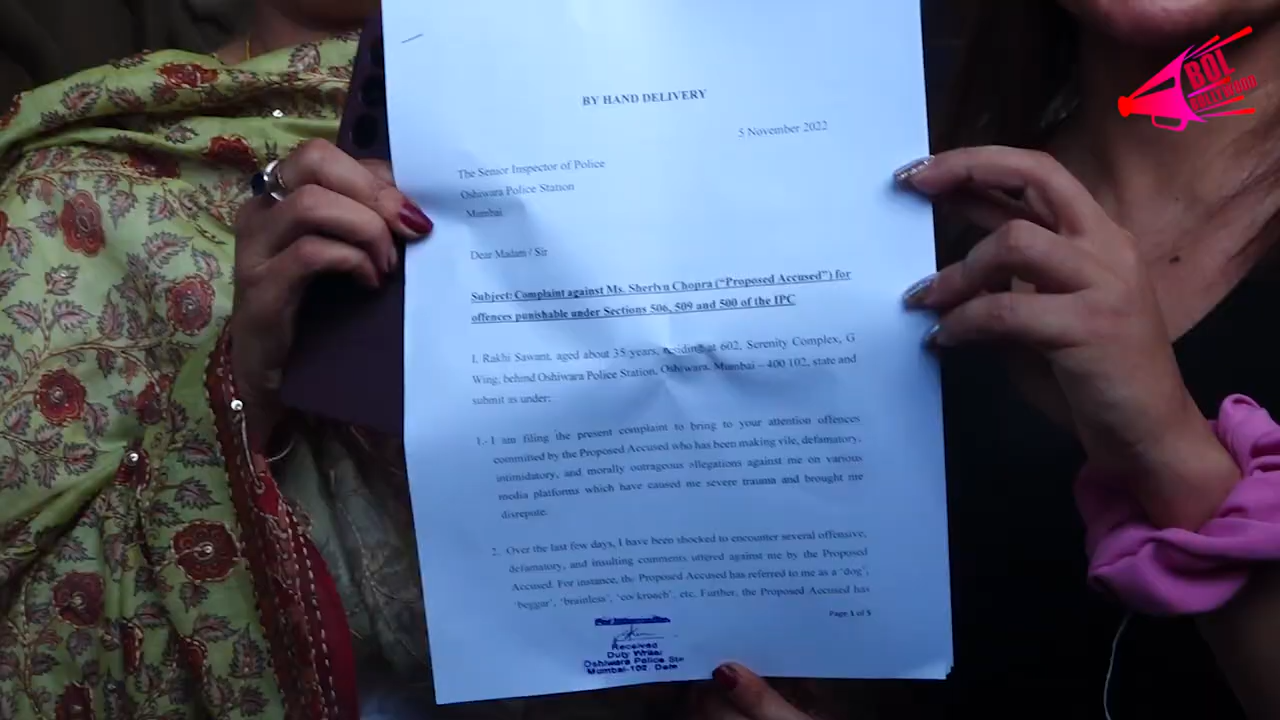 BOL
BOLLYWOOD
BY HAND DELIVERY
5 November 2022
The Senior Inspector of Police
Oshiwara Police Station
Mumbai
Dear Madam / Sir
Subject: Complaint against Ms. Sherlyn Chopra ("Proposed Accused") for
offences punishable under Sections 506, 509 and 500 of the IPC
I, Rakhi Sawant, aged about 35 years, residing at 602, Serenity Complex, G
Wing, behind Oshiwara Police Station, Oshiwara, Mumbai – 400 102, state and
submit as under:
1. I am filing the present complaint to bring to your attention offences
committed by the Proposed Accused who has been making vile, defamatory,
intimidatory, and morally outrageous allegations against me on various
media platforms which have caused me severe trauma and brought me
disrepute.
2. Over the last few days, I have been shocked to encounter several offensive,
defamatory, and insulting comments uttered against me by the Proposed
Accused. For instance, the Proposed Accused has referred to me as a 'dog',
'beggar', 'brainless', 'cockroach', etc. Further, the Proposed Accused has
Page 1 of 5
Received
Duty
Oshiwara Police Stn
Mumbai-102. Date